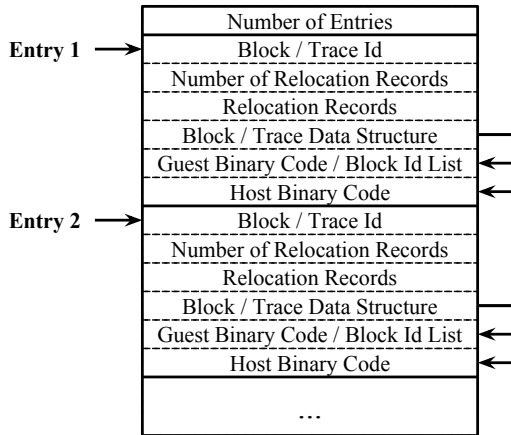 Number of Entries
Entry 1
Block / Trace Id
Number of Relocation Records
Relocation Records
Block / Trace Data Structure
Guest Binary Code / Block Id List
Host Binary Code
Entry 2
Block / Trace Id
Number of Relocation Records
Relocation Records
Block / Trace Data Structure
Guest Binary Code / Block Id List
Host Binary Code
...